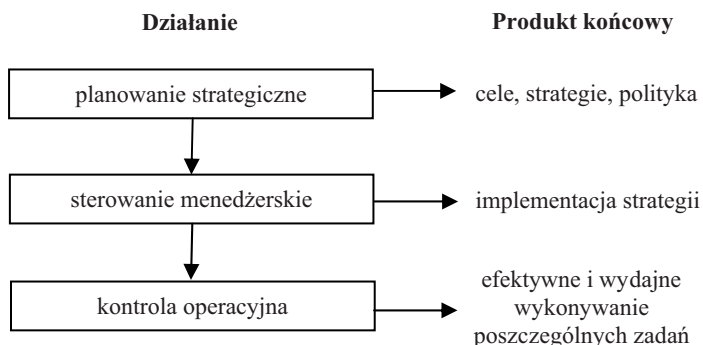 Działanie
Produkt końcowy
planowanie strategiczne
cele, strategie, polityka
sterowanie menedżerskie
implementacja strategii
kontrola operacyjna
efektywne i wydajne
wykonywanie
poszczególnych zadań